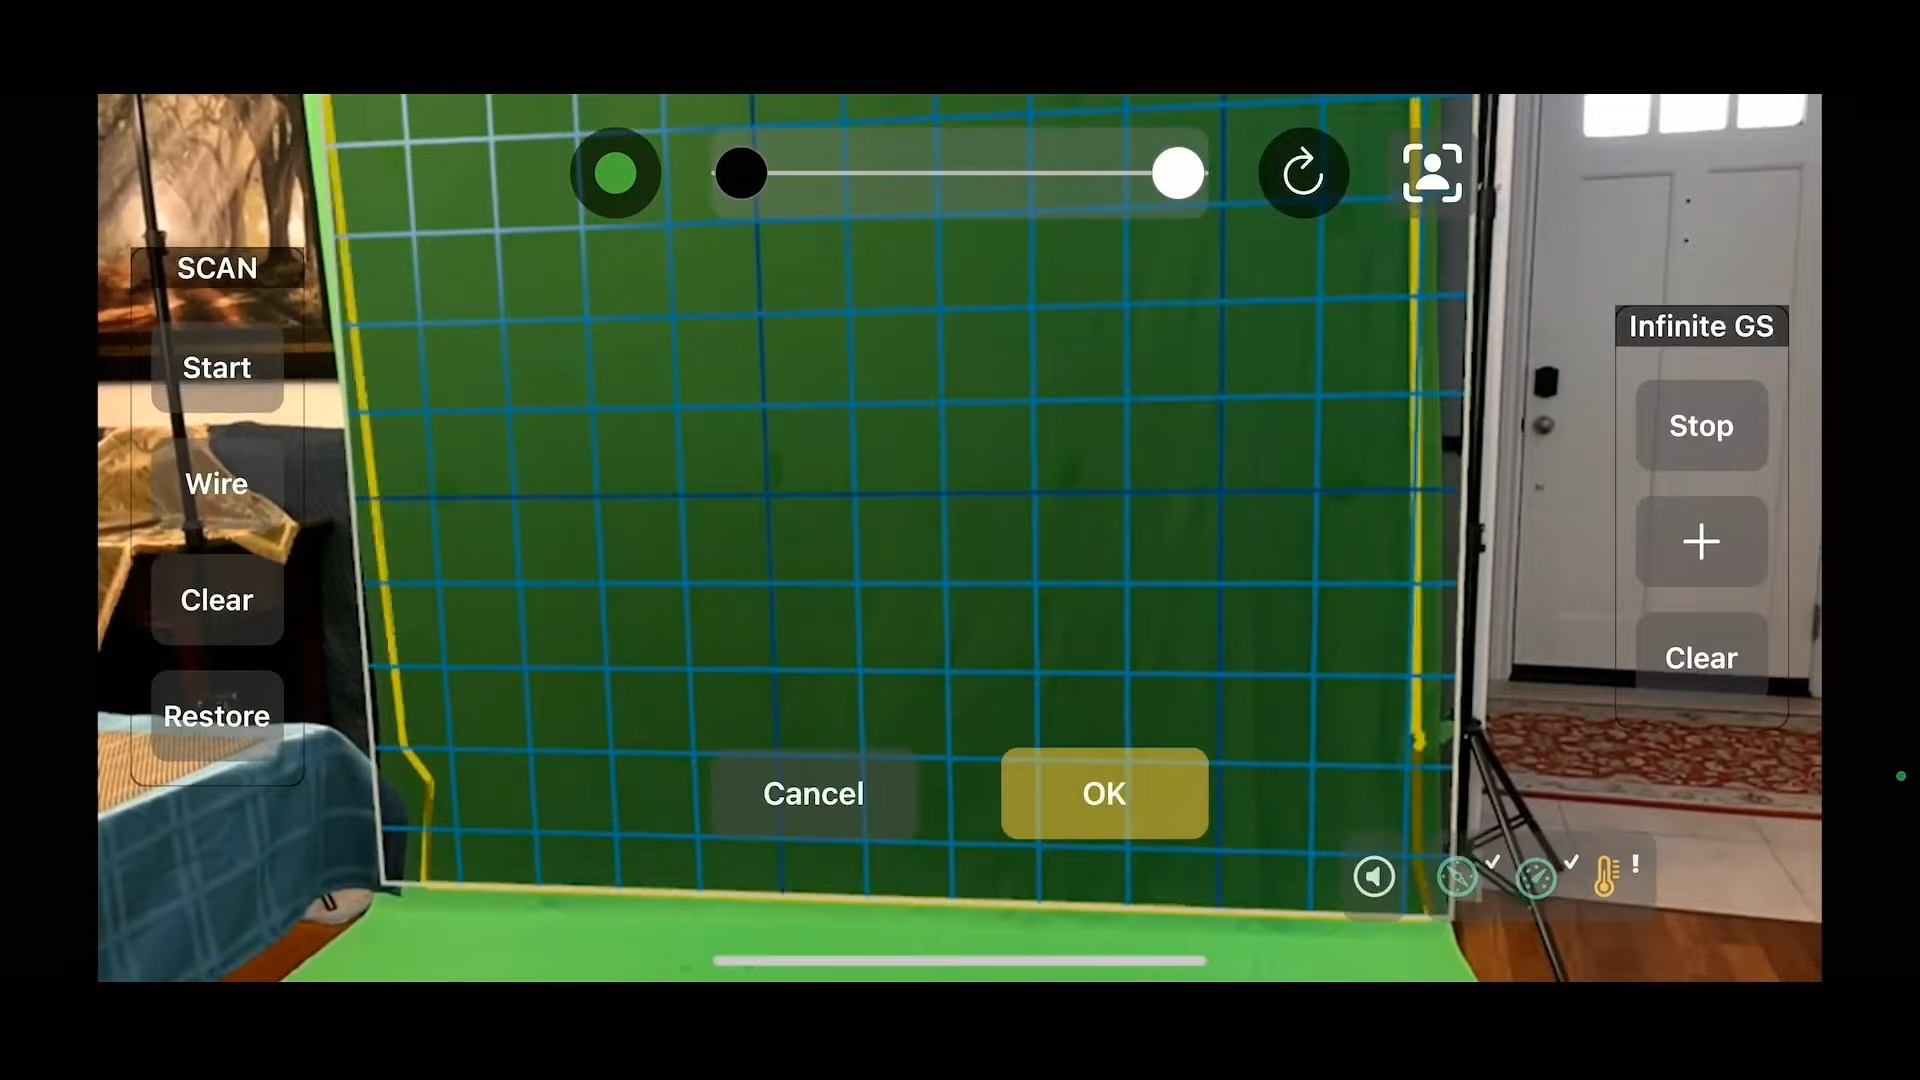 SCAN
Start
Wire
Clear
Restore
Infinite GS
Stop
Clear
Cancel
OK